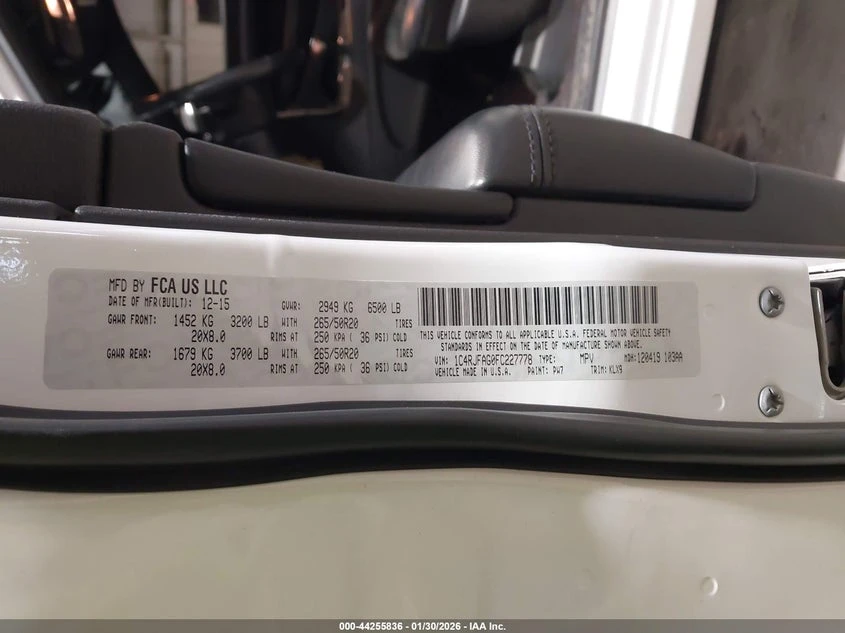 MFD BY FCA US LLC
DATE OF MFR(BUILT): 12-15 GVWR: 2949 KG 6500 LB
GAWR FRONT: 1452 KG 3200 LB WITH 265/50R20 TIRES
20X8.0 RIMS AT 250 KPA ( 36 PSI) COLD
GAWR REAR: 1679 KG 3700 LB WITH 265/50R20 TIRES
20X8.0 RIMS AT 250 KPA ( 36 PSI) COLD
THIS VEHICLE CONFORMS TO ALL APPLICABLE U.S.A. FEDERAL MOTOR VEHICLE SAFETY
STANDARDS IN EFFECT ON THE DATE OF MANUFACTURE SHOWN ABOVE.
VIN: 1C4RJFAG0FC227778 TYPE: MPV MDH: 120419 103AA
VEHICLE MADE IN U.S.A. PAINT: PW7 TRIM: KLX9
000-44255836 - 01/30/2026 - IAA Inc.